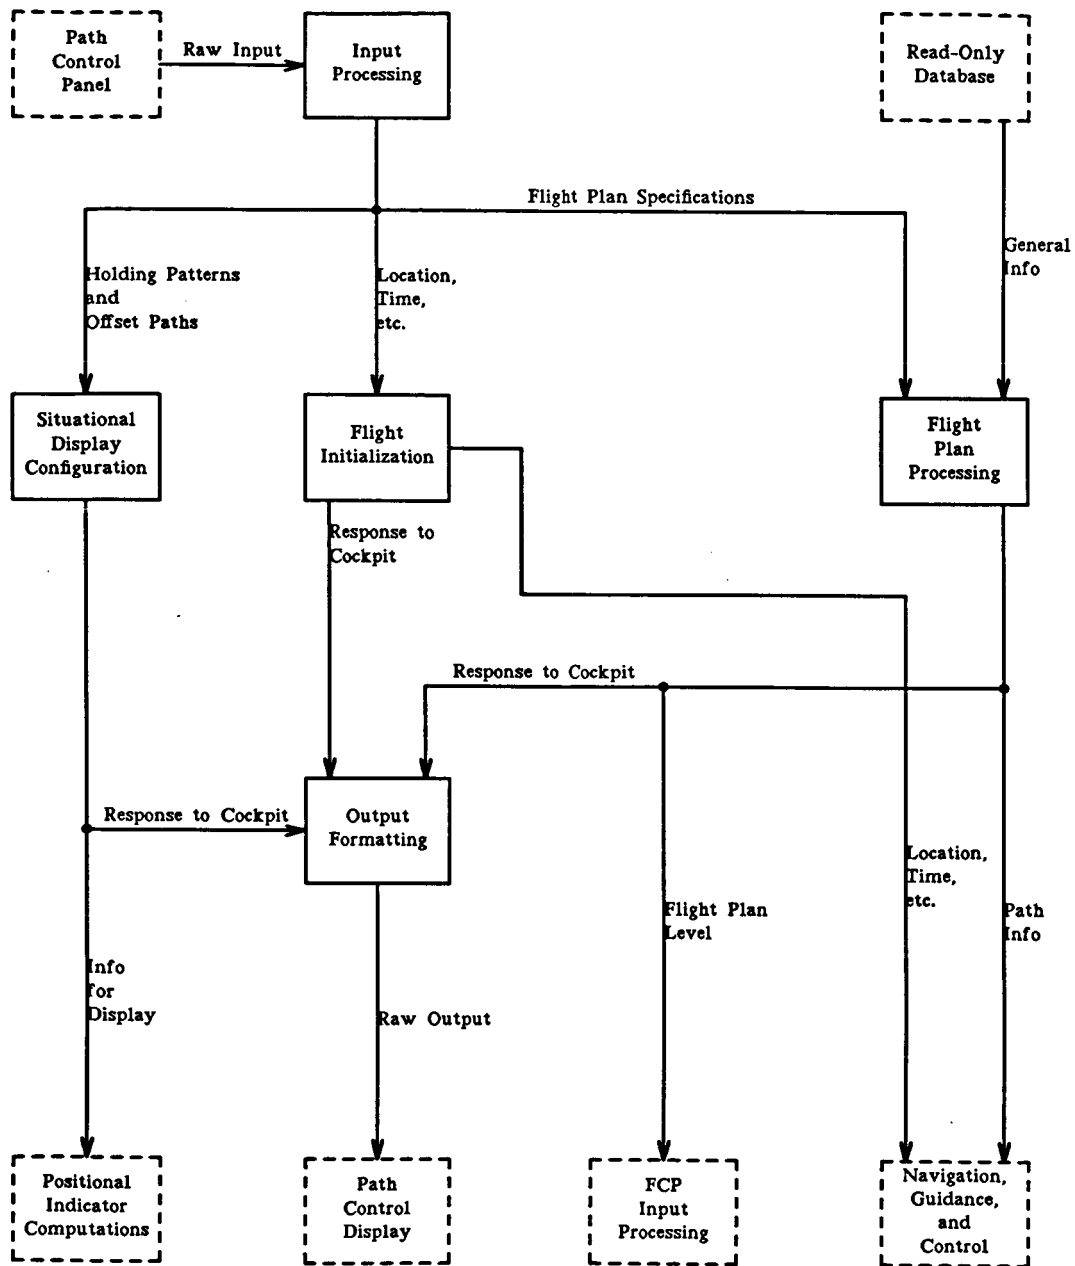 Path
Control
Panel
Raw Input
Input
Processing
Read-Only
Database
Flight Plan Specifications
General
Info
Holding Patterns
and
Offset Paths
Location,
Time,
etc.
Situational
Display
Configuration
Flight
Initialization
Flight
Plan
Processing
Response to
Cockpit
Response to Cockpit
Response to Cockpit
Output
Formatting
Location,
Time,
etc.
Flight Plan
Level
Path
Info
Info
for
Display
Raw Output
Positional
Indicator
Computations
Path
Control
Display
FCP
Input
Processing
Navigation,
Guidance,
and
Control